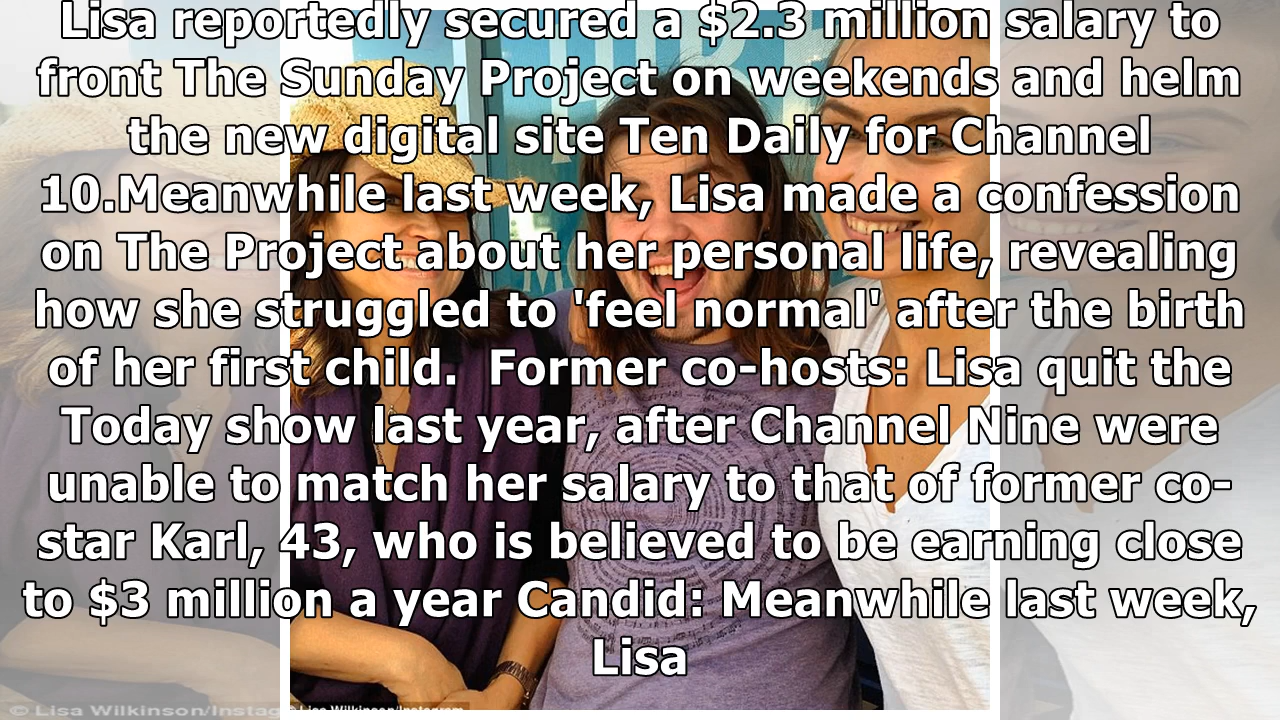 Lisa reportedly secured a $2.3 million salary to
front The Sunday Project on weekends and helm
the new digital site Ten Daily for Channel
10.Meanwhile last week, Lisa made a confession
on The Project about her personal life, revealing
how she struggled to 'feel normal' after the birth
of her first child.  Former co-hosts: Lisa quit the
Today show last year, after Channel Nine were
unable to match her salary to that of former co-
star Karl, 43, who is believed to be earning close
to $3 million a year Candid: Meanwhile last week,
Lisa
© Lisa Wilkinson/Instag
© Lisa Wilkinson/Instagram